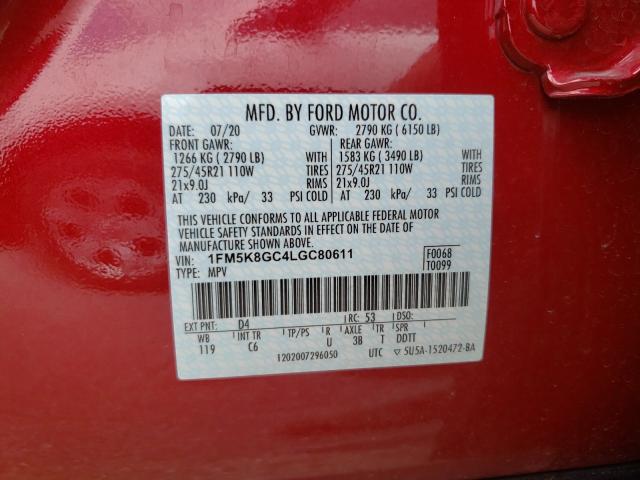 MFD. BY FORD MOTOR CO.
DATE: 07/20 GVWR: 2790 KG ( 6150 LB)
FRONT GAWR: REAR GAWR:
1266 KG ( 2790 LB) WITH 1583 KG ( 3490 LB) WITH
275/45R21 110W TIRES 275/45R21 110W TIRES
21x9.0J RIMS 21x9.0J RIMS
AT 230 kPa/ 33 PSI COLD AT 230 kPa/ 33 PSI COLD
THIS VEHICLE CONFORMS TO ALL APPLICABLE FEDERAL MOTOR
VEHICLE SAFETY AND BUMPER STANDARDS IN EFFECT ON THE DATE OF
MANUFACTURE SHOWN ABOVE.
VIN: 1FM5K8GC4LGC80611 F0068
TYPE: MPV T0099
EXT PNT: D4 RC: 53 DSO:
WB INT TR TP/PS R AXLE TR SPR
119 C6 U 3B T DDTT
1202007296050 UTC ▽ 5U5A-1520472-BA